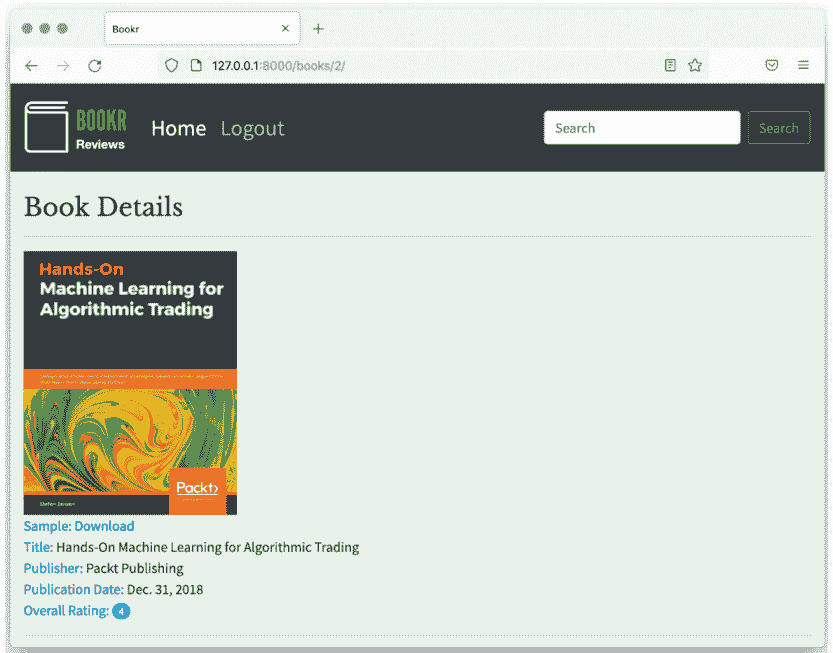 Bookr
127.0.0.1:8000/books/2/
BOOKR
Reviews
Home
Logout
Search
Search
Book Details
Hands-On
Machine Learning for
Algorithmic Trading
Packt›
Sample: Download
Title: Hands-On Machine Learning for Algorithmic Trading
Publisher: Packt Publishing
Publication Date: Dec. 31, 2018
Overall Rating: 4